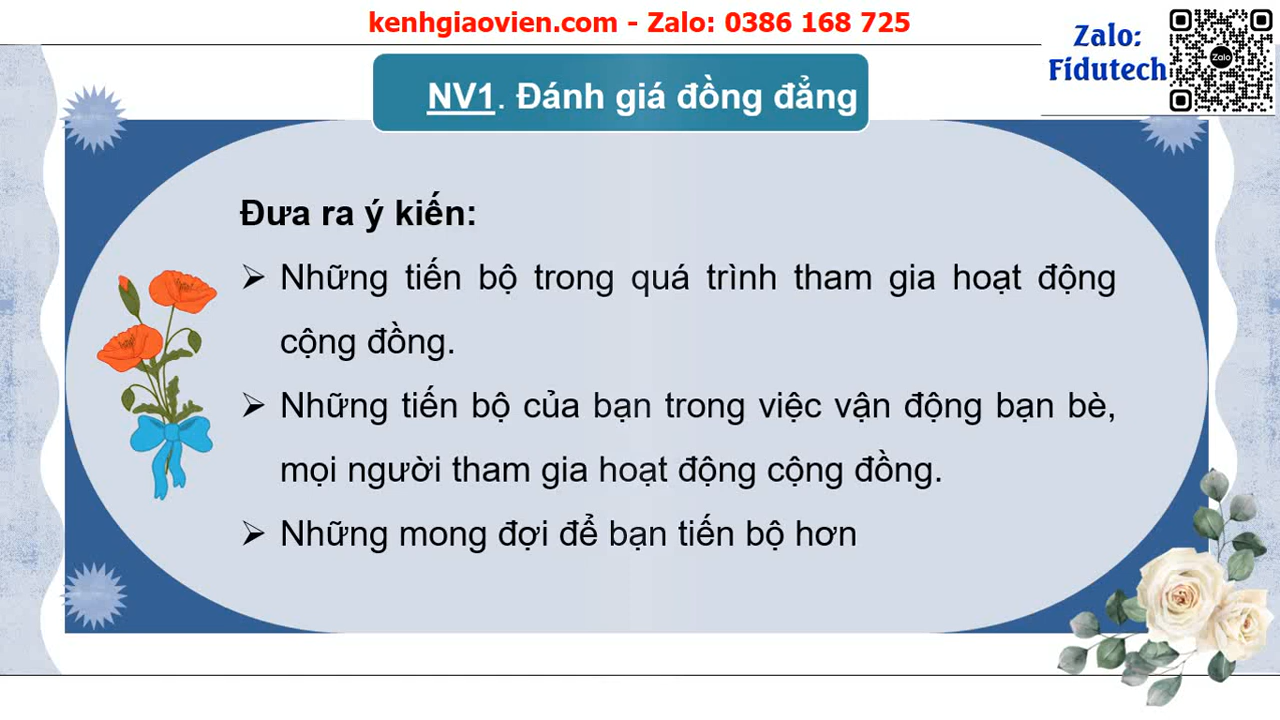 kenhgiaovien.com - Zalo: 0386 168 725
Zalo:
Fidutech
Zalo
NV1. Đánh giá đồng đẳng
Đưa ra ý kiến:
➢ Những tiến bộ trong quá trình tham gia hoạt động
cộng đồng.
➢ Những tiến bộ của bạn trong việc vận động bạn bè,
mọi người tham gia hoạt động cộng đồng.
➢ Những mong đợi để bạn tiến bộ hơn